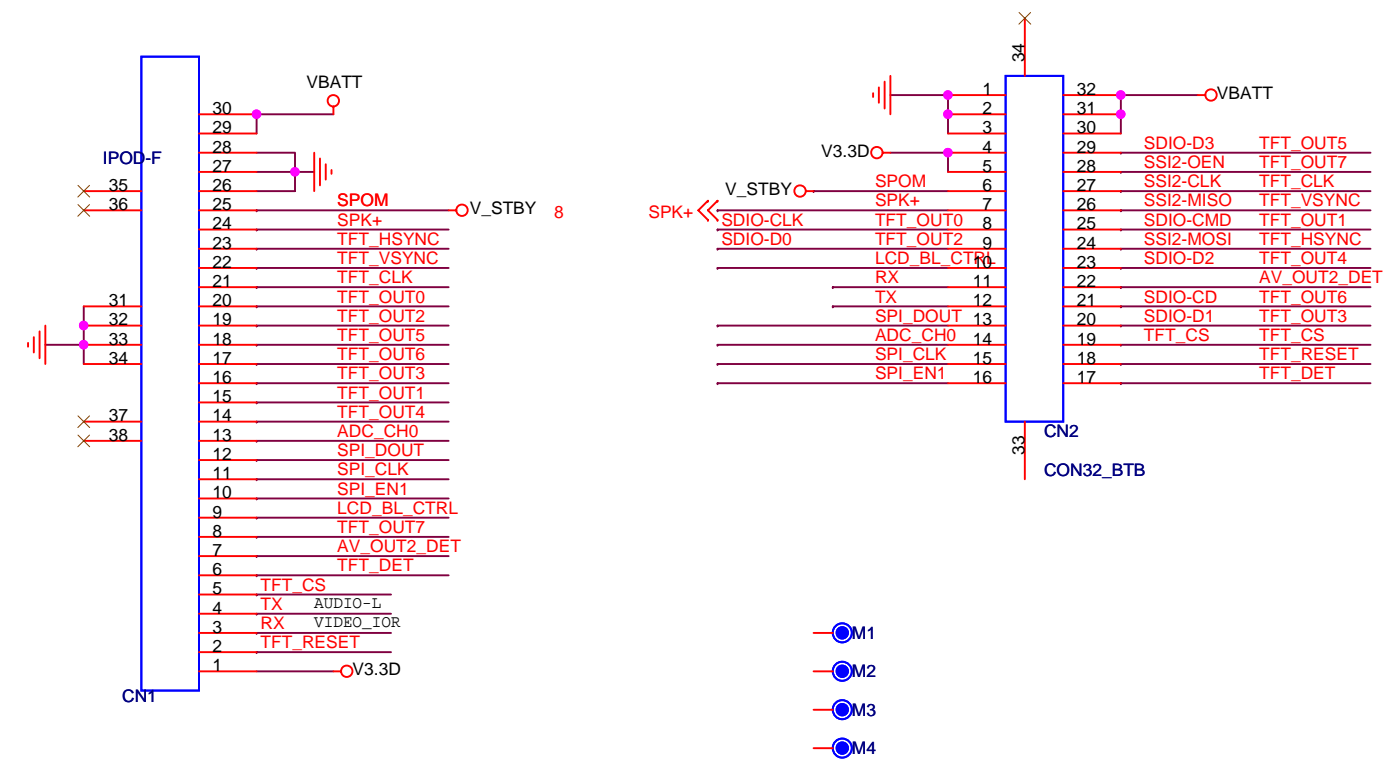 VBATT
30
29
IPOD-F
28
27
26
35
36
25 SPOM V_STBY 8
24 SPK+
23 TFT_HSYNC
22 TFT_VSYNC
21 TFT_CLK
31
20 TFT_OUT0
32
19 TFT_OUT2
33
18 TFT_OUT5
34
17 TFT_OUT6
16 TFT_OUT3
15 TFT_OUT1
37
14 TFT_OUT4
38
13 ADC_CH0
12 SPI_DOUT
11 SPI_CLK
10 SPI_EN1
9 LCD_BL_CTRL
8 TFT_OUT7
7 AV_OUT2_DET
6 TFT_DET
5 TFT_CS
4 TX AUDIO-L
3 RX VIDEO_IOR
2 TFT_RESET
1 V3.3D
CN1
34
1
2
3
V3.3D 4
5
V_STBY SPOM 6
SPK+ SPK+ 7
SDIO-CLK TFT_OUT0 8
SDIO-D0 TFT_OUT2 9
LCD_BL_CTRL 10
RX 11
TX 12
SPI_DOUT 13
ADC_CH0 14
SPI_CLK 15
SPI_EN1 16
32 VBATT
31
30
29 SDIO-D3 TFT_OUT5
28 SSI2-OEN TFT_OUT7
27 SSI2-CLK TFT_CLK
26 SSI2-MISO TFT_VSYNC
25 SDIO-CMD TFT_OUT1
24 SSI2-MOSI TFT_HSYNC
23 SDIO-D2 TFT_OUT4
22 AV_OUT2_DET
21 SDIO-CD TFT_OUT6
20 SDIO-D1 TFT_OUT3
19 TFT_CS TFT_CS
18 TFT_RESET
17 TFT_DET
33
CN2
CON32_BTB
M1
M2
M3
M4